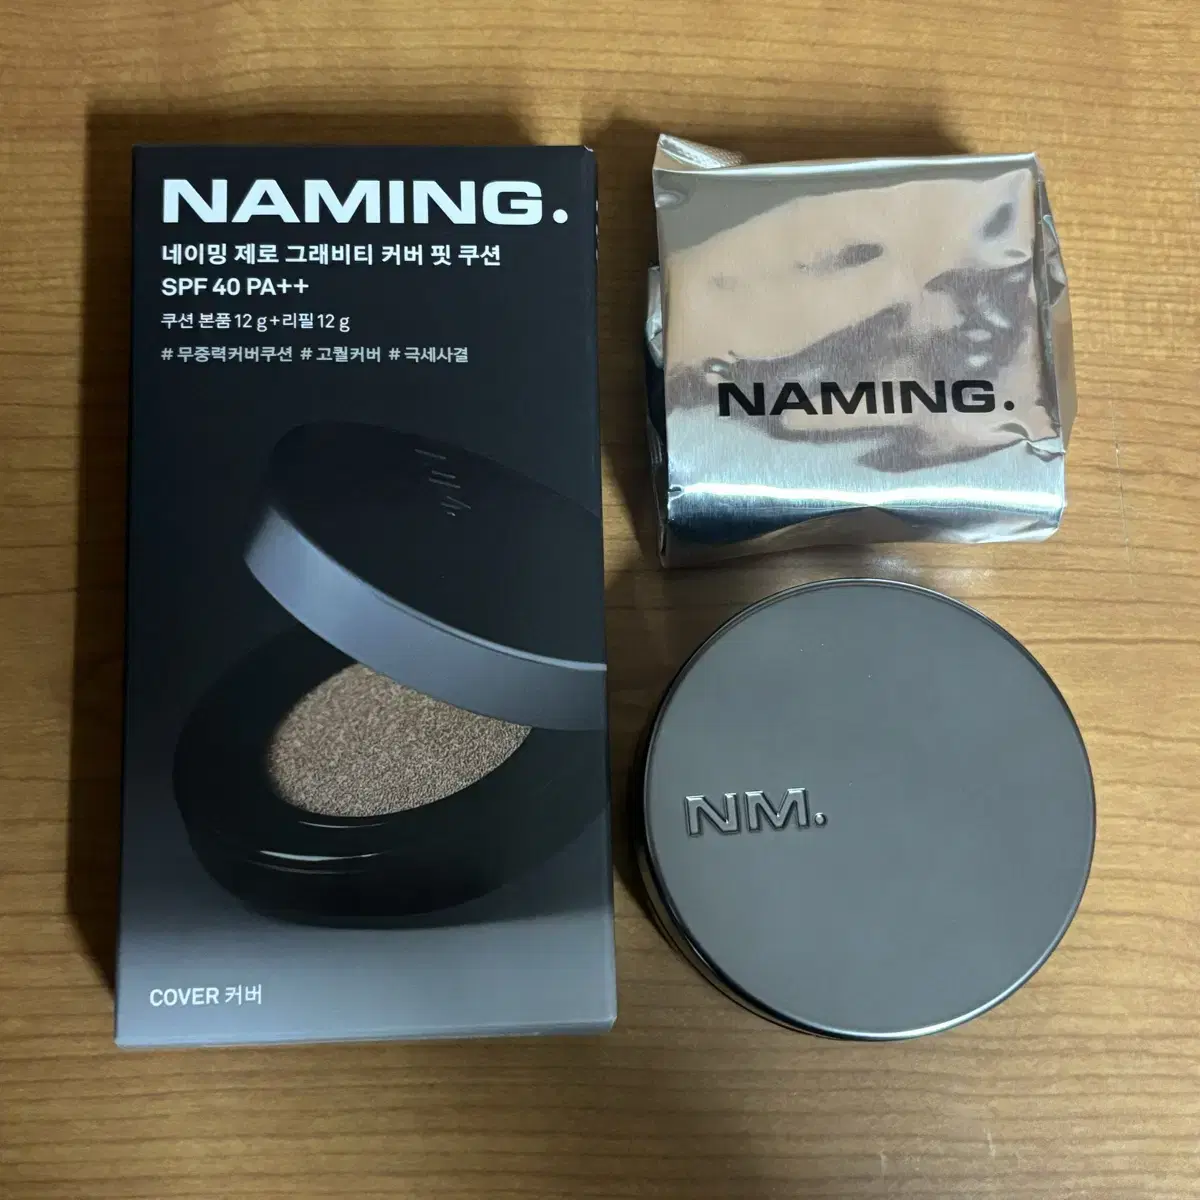 NAMING.
네이밍 제로 그래비티 커버 핏 쿠션
SPF 40 PA++
쿠션 본품 12 g+리필 12 g
# 무중력커버쿠션 # 고퀄커버 # 극세사결
COVER 커버
NAMING.
NM.